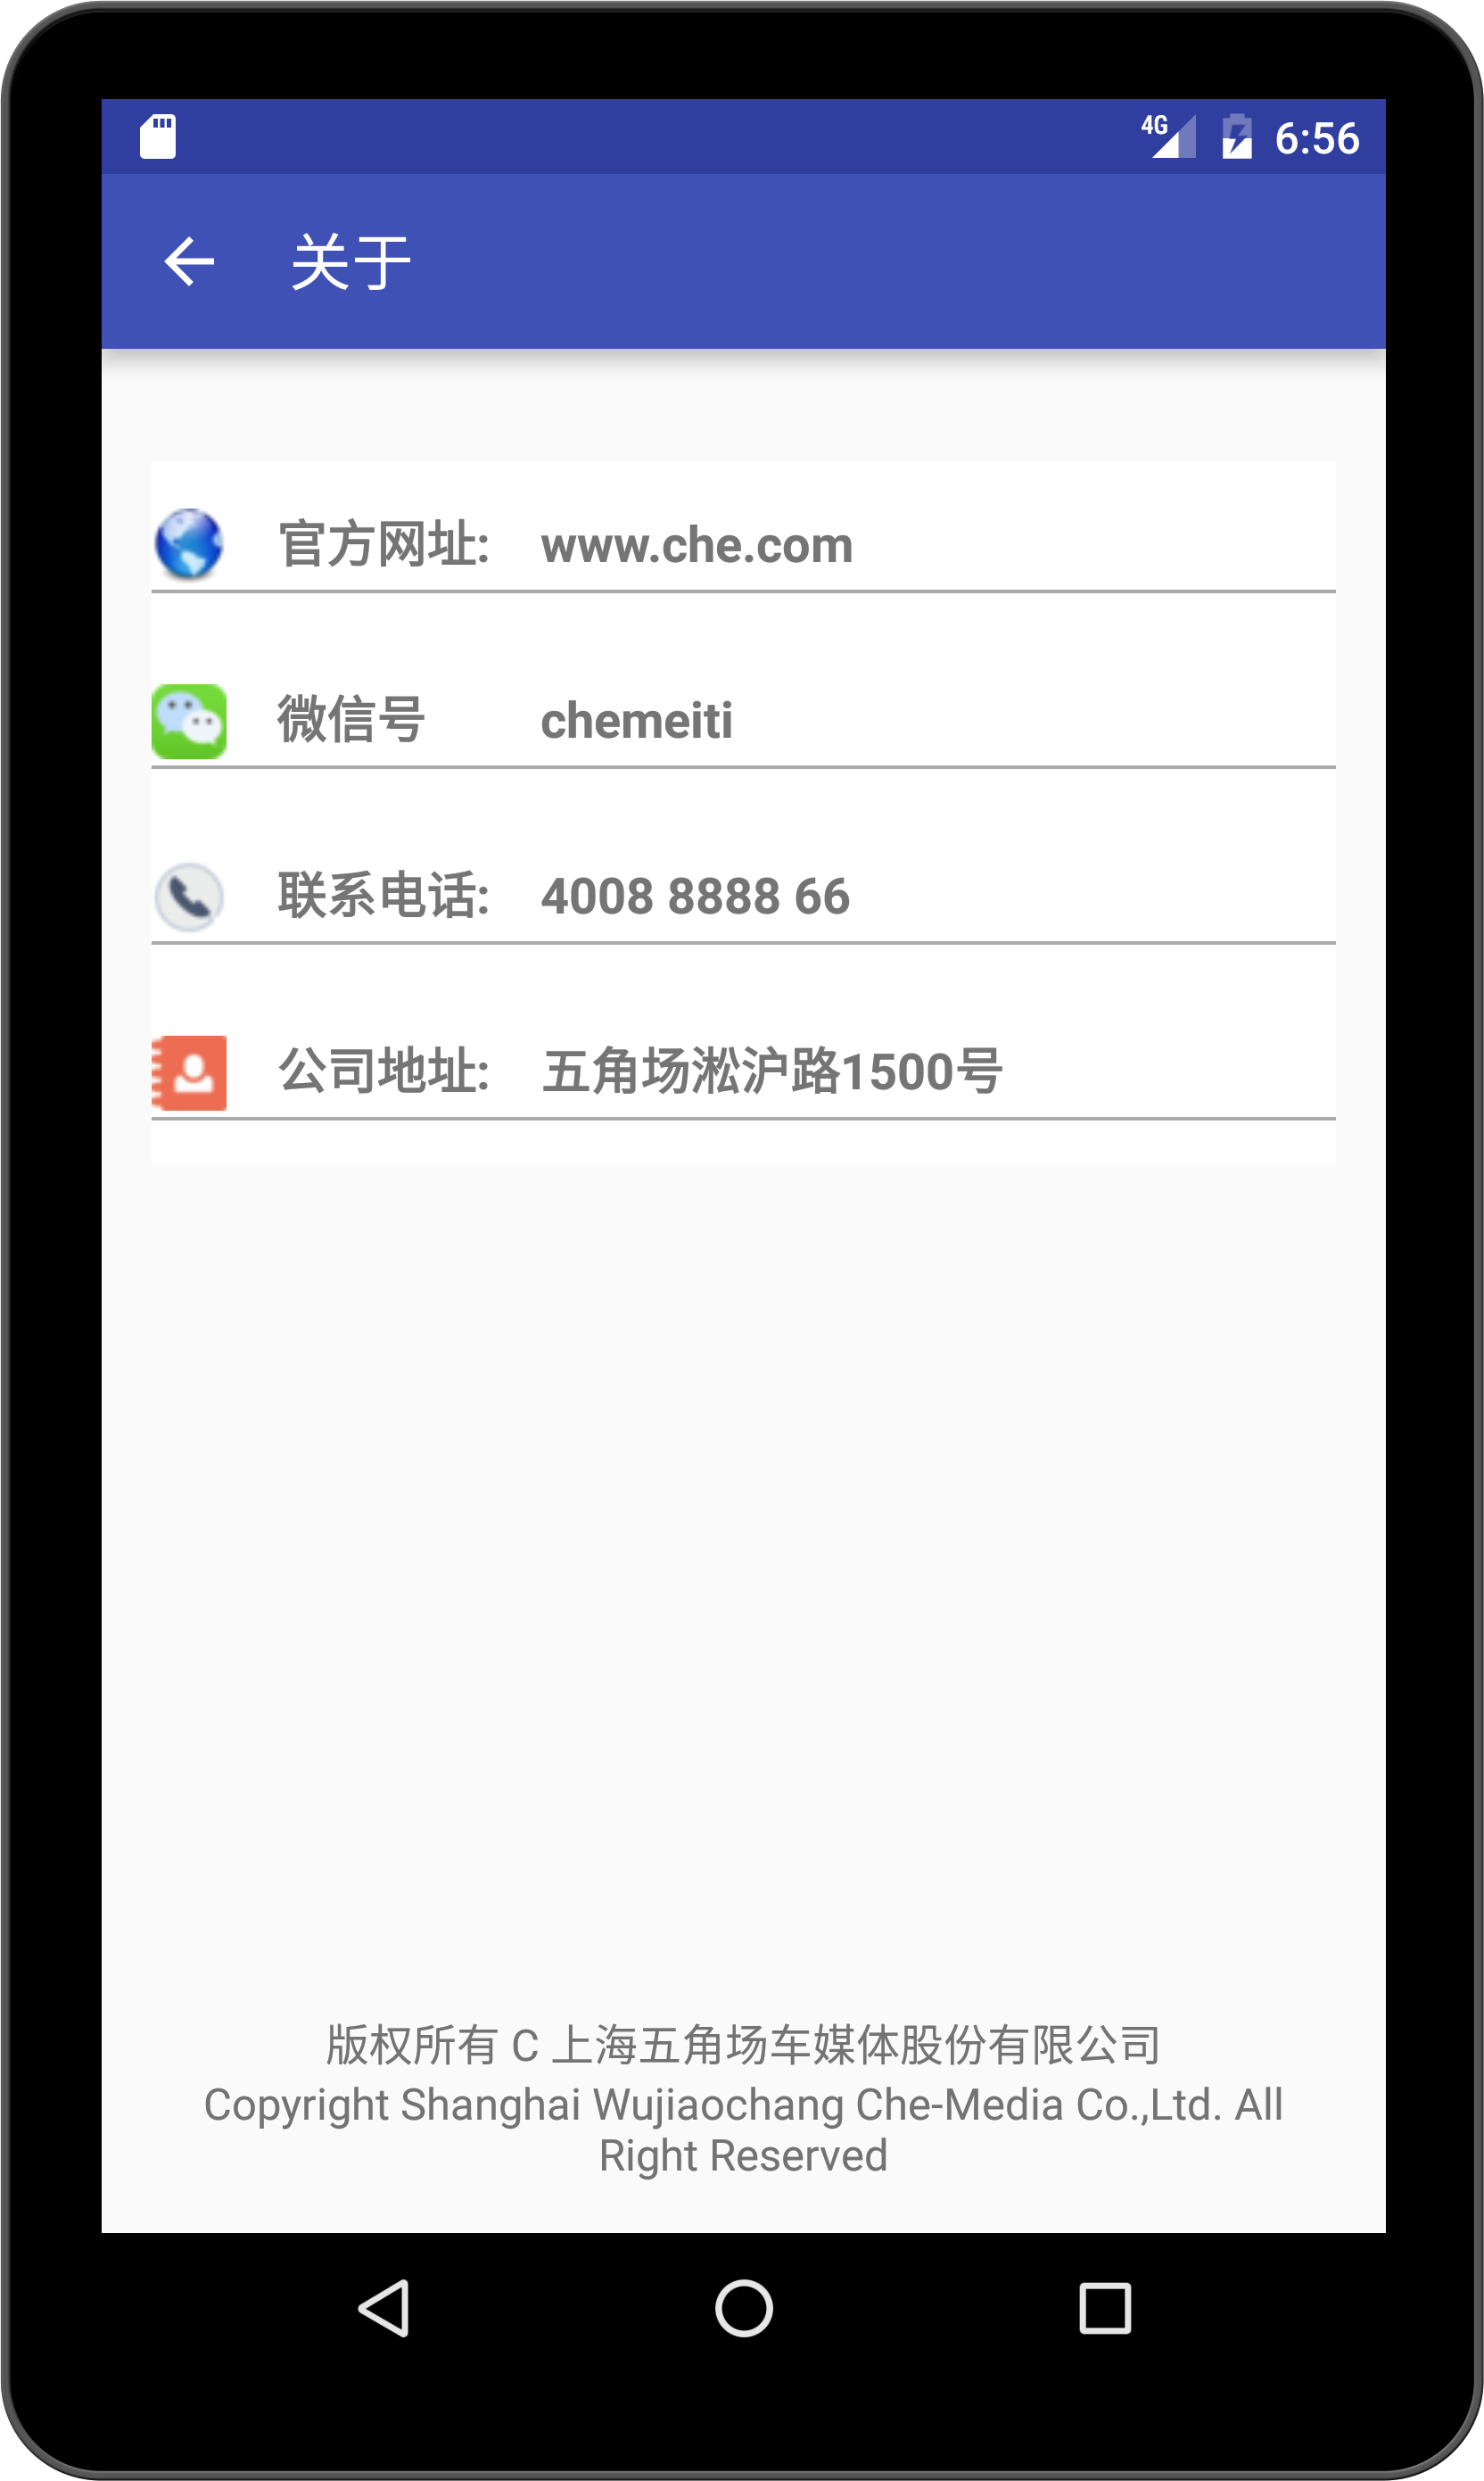 4G 6:56
关于
官方网址: www.che.com
微信号 chemeiti
联系电话: 4008 8888 66
公司地址: 五角场淞沪路1500号
版权所有 C 上海五角场车媒体股份有限公司
Copyright Shanghai Wujiaochang Che-Media Co.,Ltd. All
Right Reserved